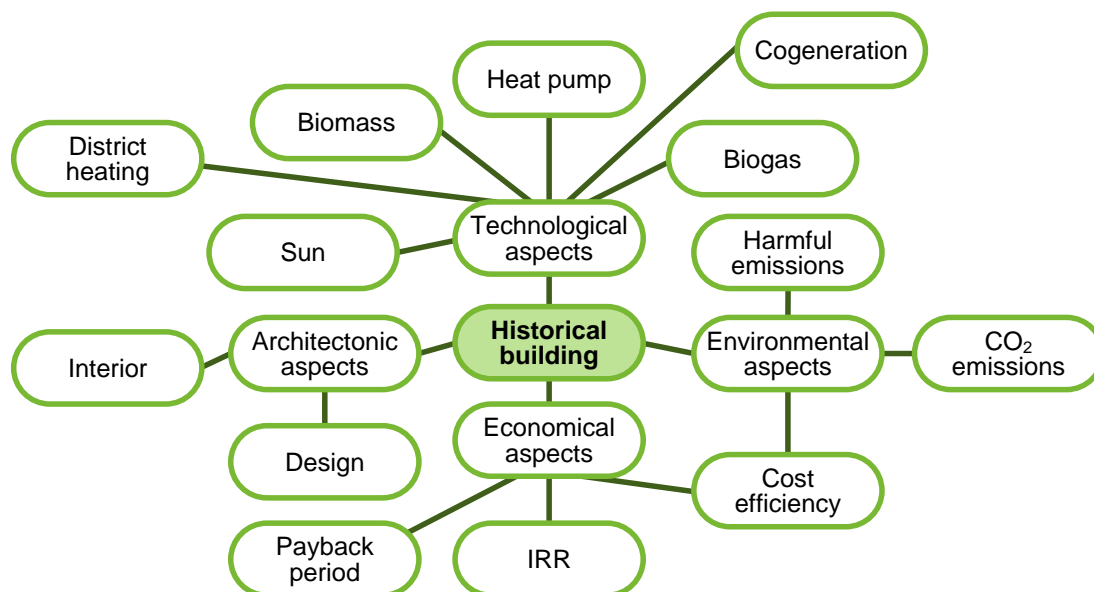 Cogeneration
Heat pump
Biomass
District
heating
Biogas
Technological
aspects
Sun
Harmful
emissions
Historical
building
Architectonic
aspects
Interior
Environmental
aspects
CO₂
emissions
Economical
aspects
Design
Cost
efficiency
Payback
period
IRR